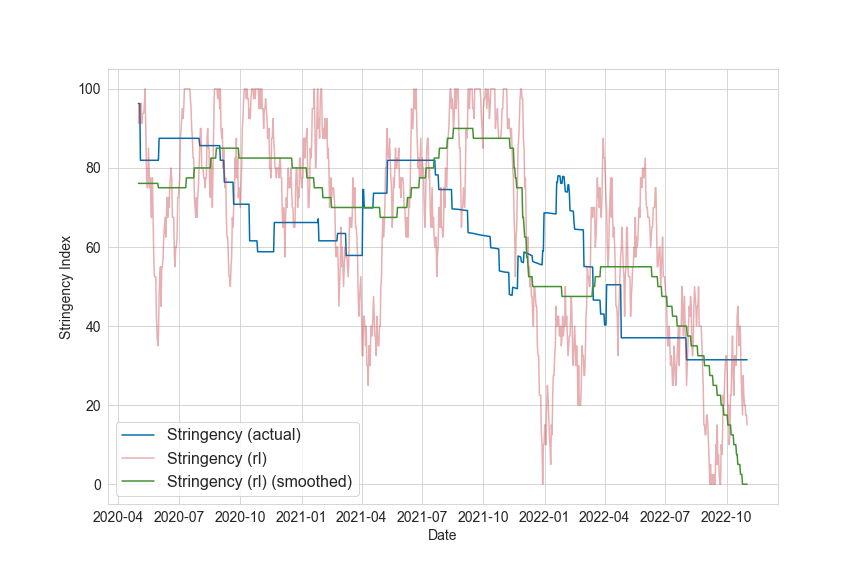 100
80
60
40
20
0
Stringency Index
Stringency (actual)
Stringency (rl)
Stringency (rl) (smoothed)
2020-04 2020-07 2020-10 2021-01 2021-04 2021-07 2021-10 2022-01 2022-04 2022-07 2022-10
Date